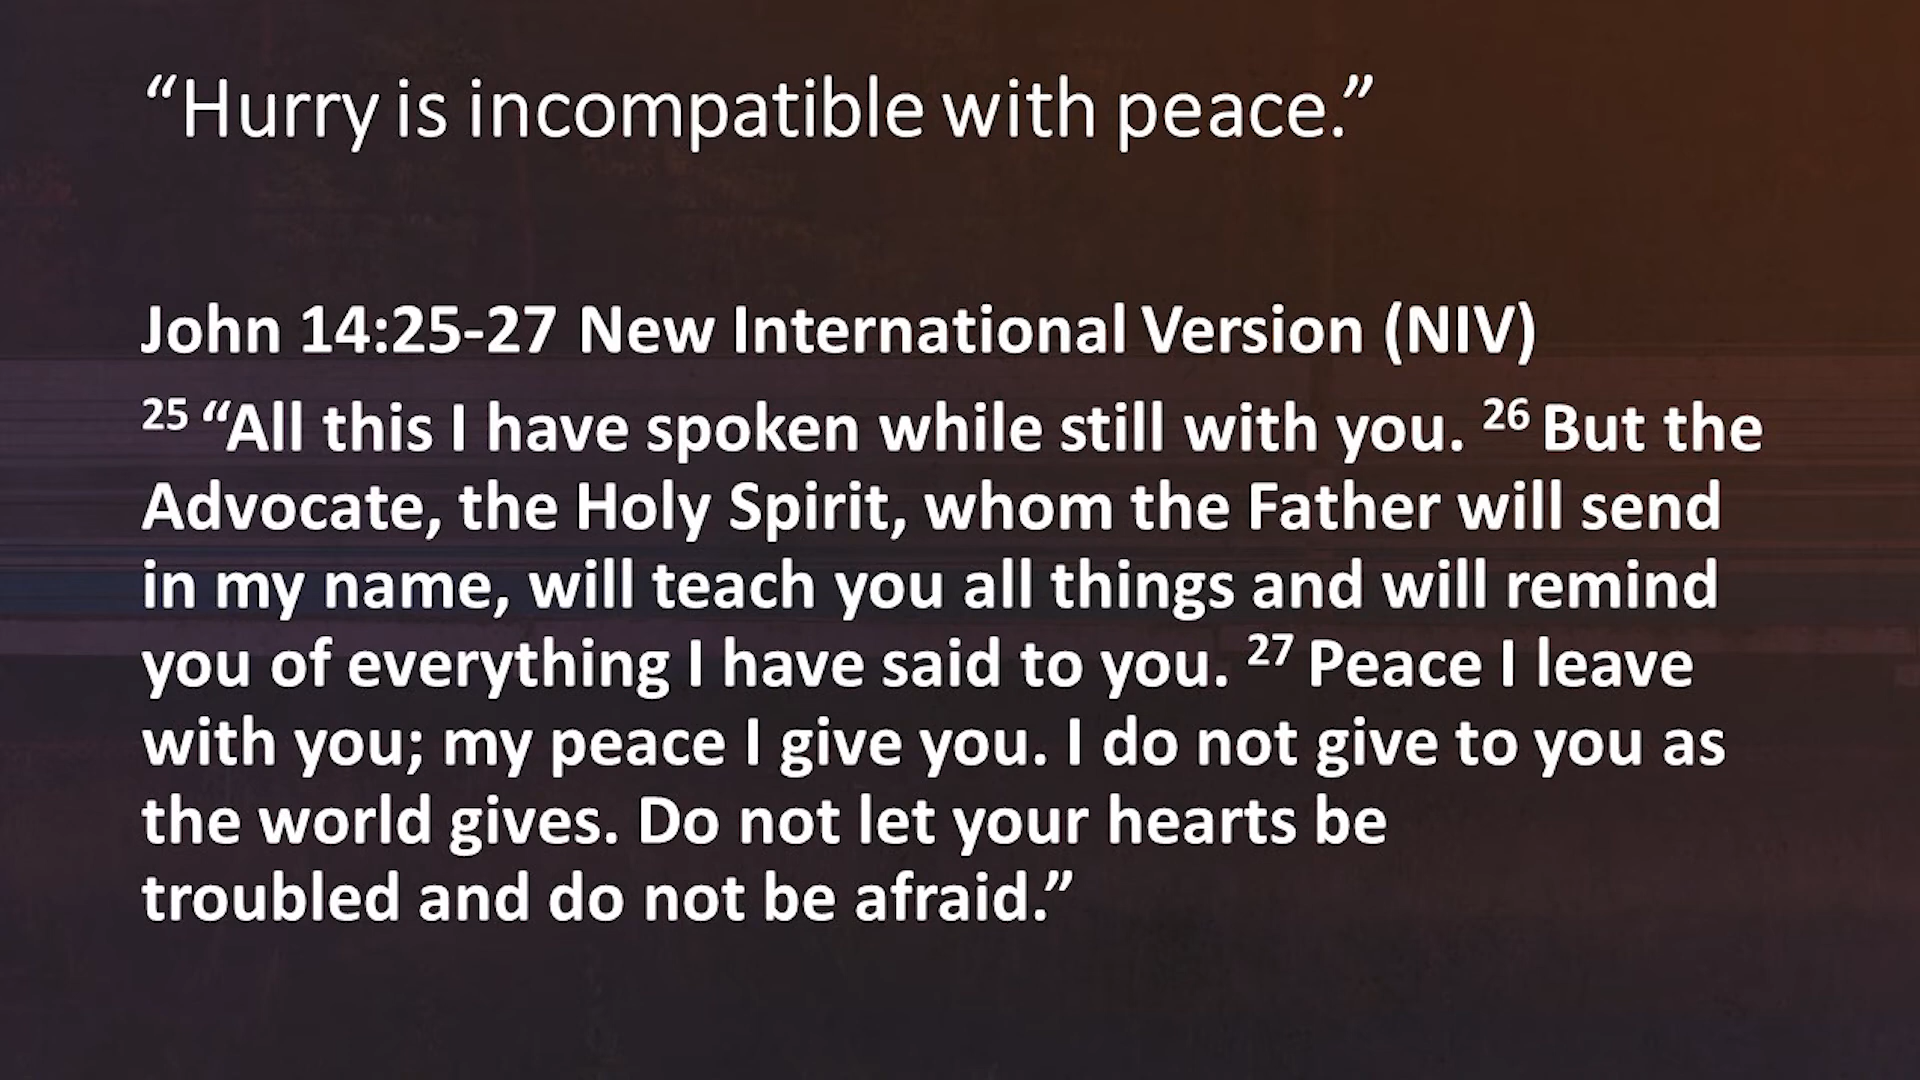 “Hurry is incompatible with peace.”
John 14:25-27 New International Version (NIV)
25 “All this I have spoken while still with you. 26 But the
Advocate, the Holy Spirit, whom the Father will send
in my name, will teach you all things and will remind
you of everything I have said to you. 27 Peace I leave
with you; my peace I give you. I do not give to you as
the world gives. Do not let your hearts be
troubled and do not be afraid.”